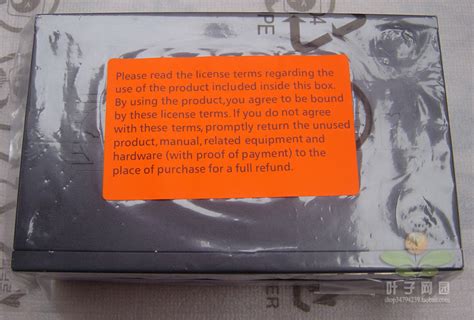 Please read the license terms regarding the
use of the product included inside this box.
By using the product,you agree to be bound
by these license terms.If you do not agree
with these terms,promptly return the unused
product,manual,related equipment and
hardware (with proof of payment) to the
place of purchase for a full refund.
叶子网园